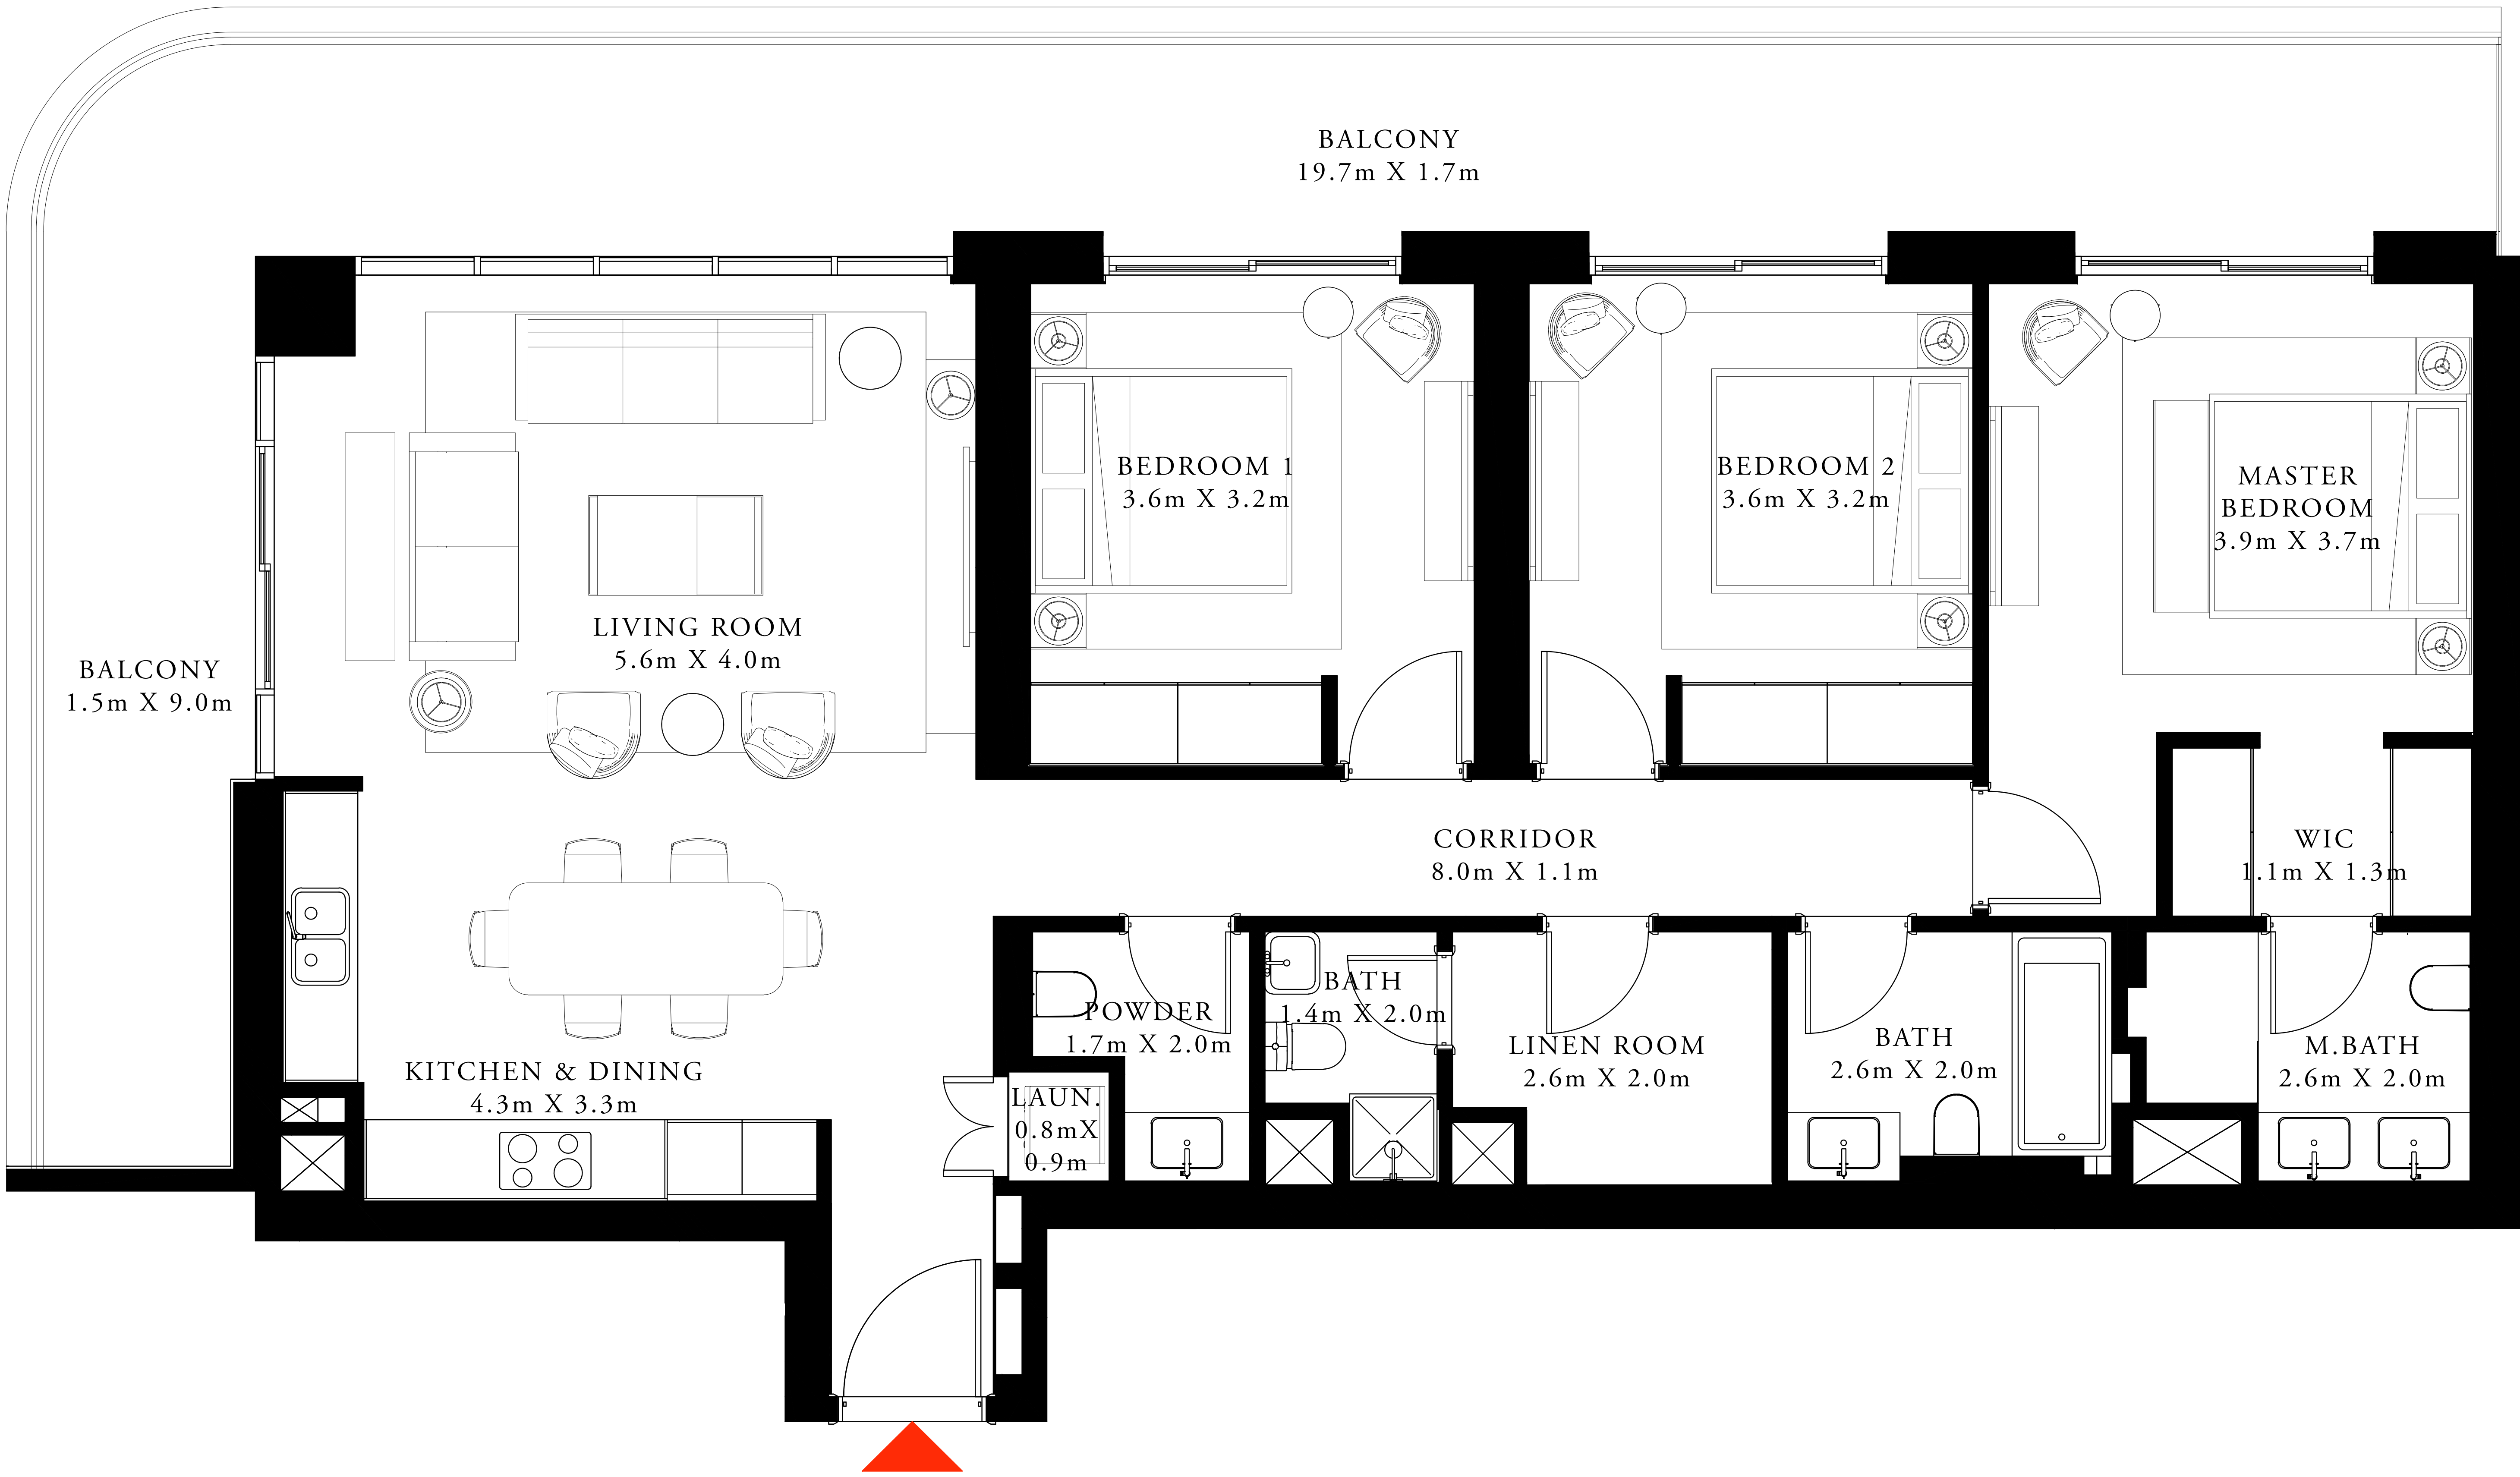 BALCONY
19.7m X 1.7m
BEDROOM 1
3.6m X 3.2m
BEDROOM 2
3.6m X 3.2m
MASTER
BEDROOM
3.9m X 3.7m
LIVING ROOM
5.6m X 4.0m
BALCONY
1.5m X 9.0m
CORRIDOR
8.0m X 1.1m
WIC
1.1m X 1.3m
KITCHEN & DINING
4.3m X 3.3m
POWDER
1.7m X 2.0m
LAUN.
0.8mX
0.9m
BATH
1.4m X 2.0m
LINEN ROOM
2.6m X 2.0m
BATH
2.6m X 2.0m
M.BATH
2.6m X 2.0m